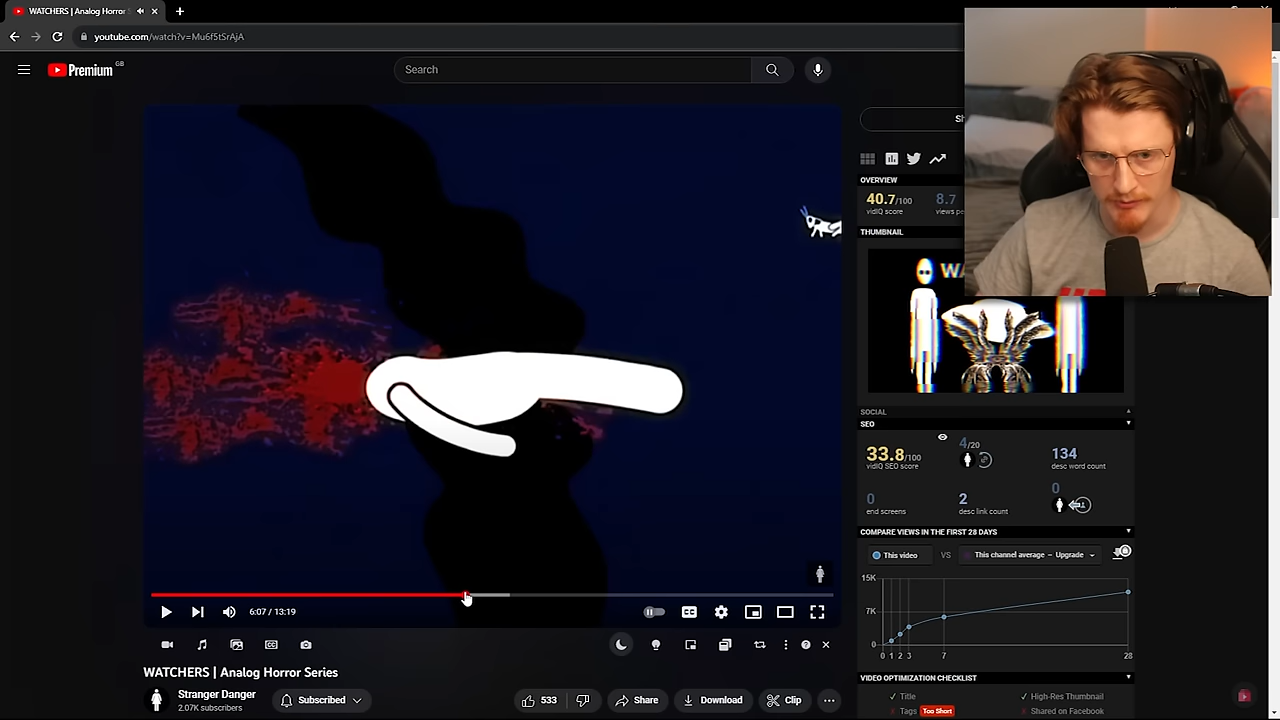 WATCHERS | Analog Horror S
youtube.com/watch?v=Mu6f5tSrAjA
Premium GB
Search
OVERVIEW
40.7/100
vidIQ score
8.7
views pe
THUMBNAIL
WA
SOCIAL
SEO
33.8/100
vidIQ SEO score
4/20
134
desc word count
0
end screens
2
desc link count
0
COMPARE VIEWS IN THE FIRST 28 DAYS
This video
VS
This channel average – Upgrade
15K
7K
0
0 1 2 3 7 28
VIDEO OPTIMIZATION CHECKLIST
✓ Title
✓ High-Res Thumbnail
Tags Too Short
Shared on Facebook
6:07 / 13:19
WATCHERS | Analog Horror Series
Stranger Danger
2.07K subscribers
Subscribed
533
Share
Download
Clip